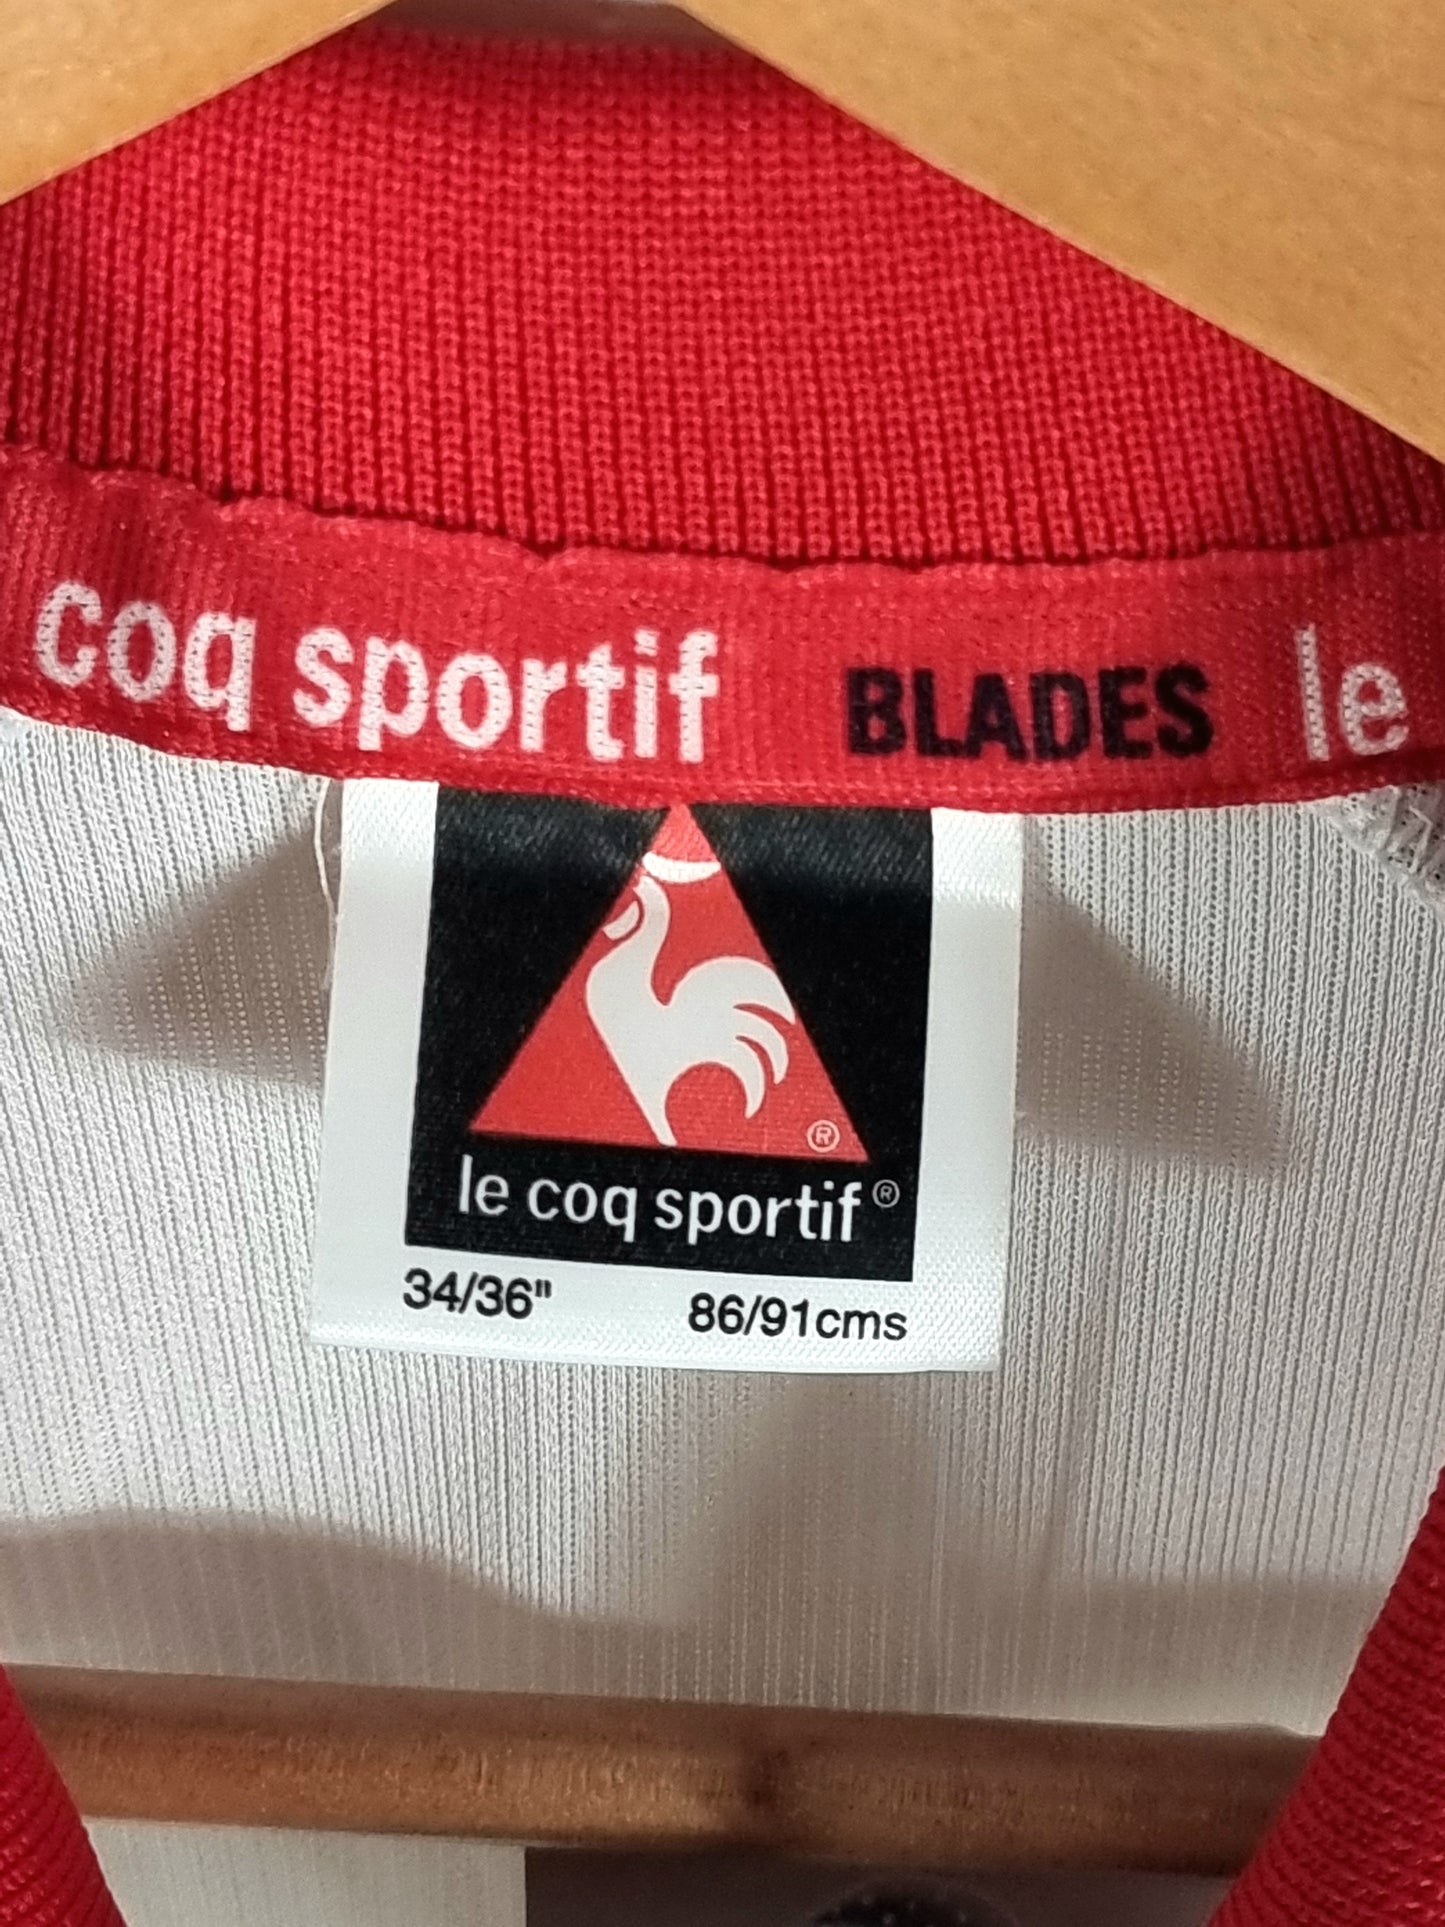 coq sportif BLADES le
®
le coq sportif®
34/36" 86/91cms